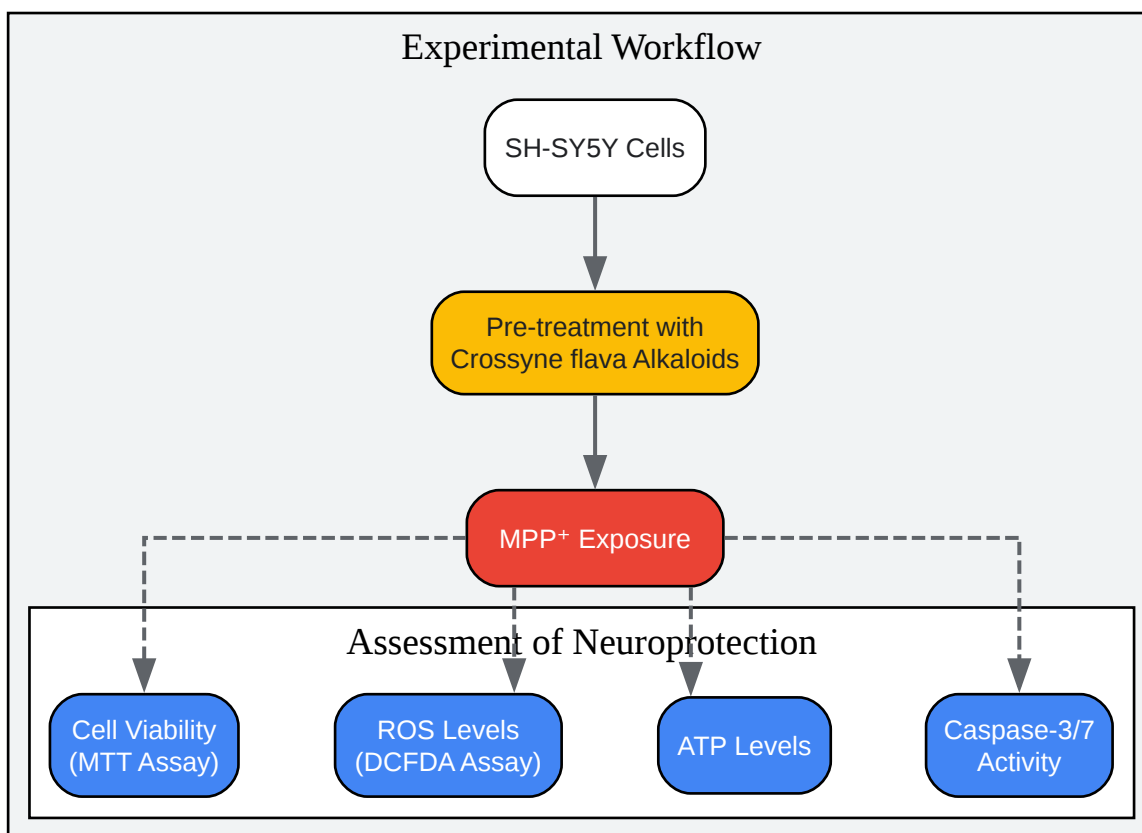 Experimental Workflow
SH-SY5Y Cells
Pre-treatment with
Crossyne flava Alkaloids
MPP⁺ Exposure
Assessment of Neuroprotection
Cell Viability
(MTT Assay)
ROS Levels
(DCFDA Assay)
ATP Levels
Caspase-3/7
Activity